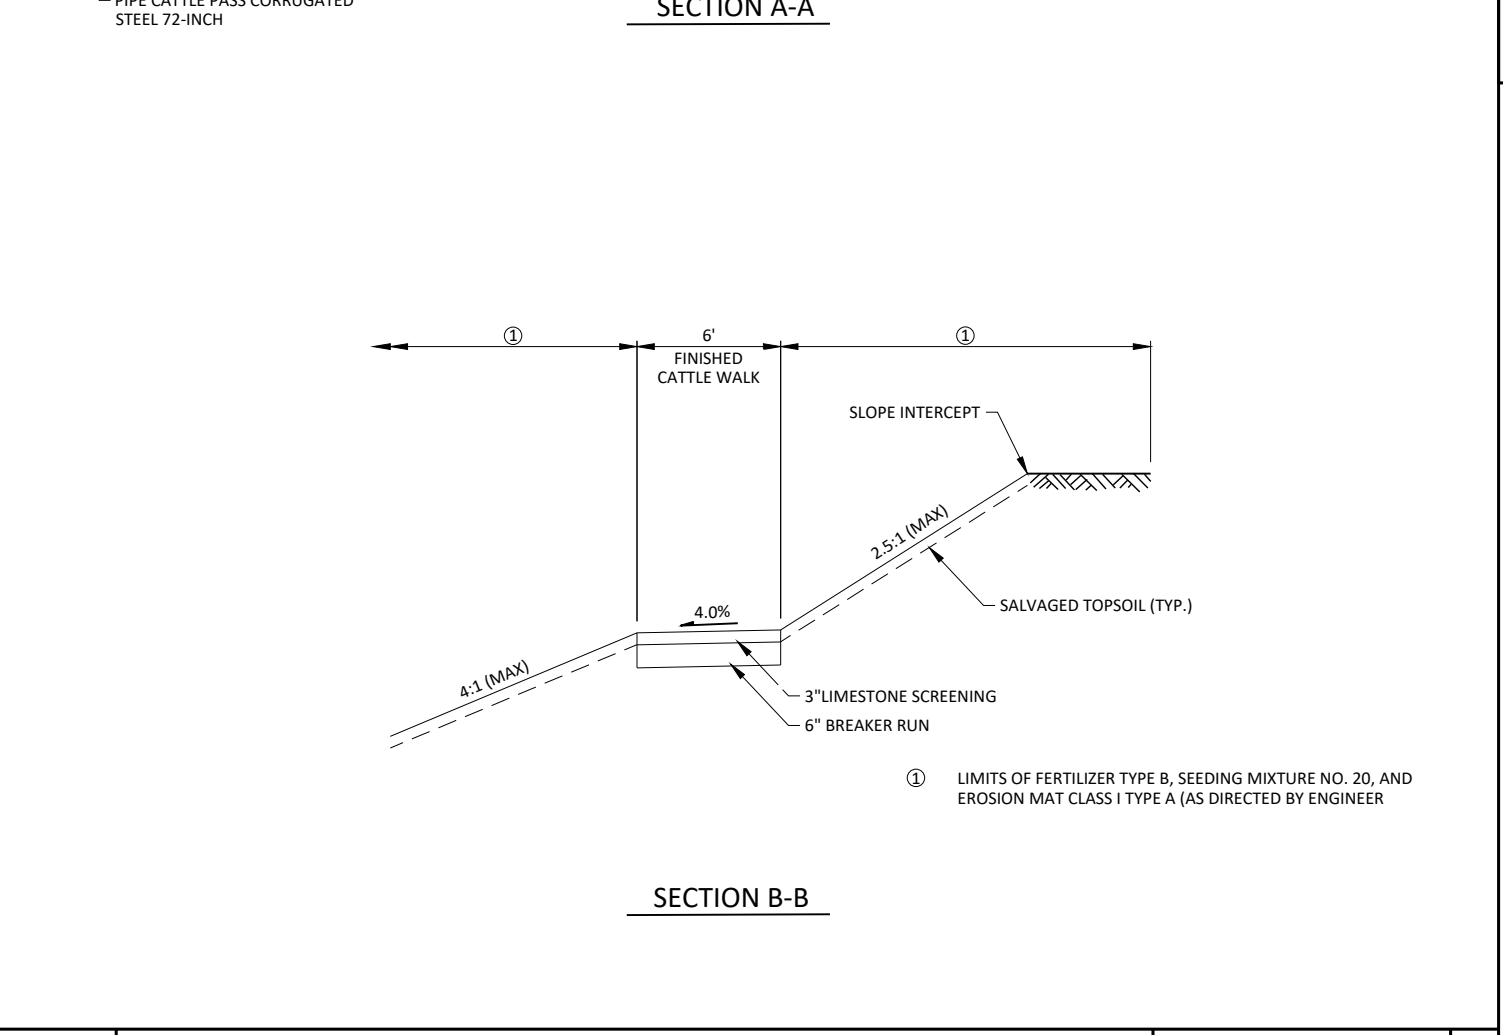 PIPE CATTLE PASS CORRUGATED
STEEL 72-INCH
SECTION A-A
①
6'
①
FINISHED
CATTLE WALK
SLOPE INTERCEPT
2.5:1 (MAX)
SALVAGED TOPSOIL (TYP.)
4.0%
4:1 (MAX)
3"LIMESTONE SCREENING
6" BREAKER RUN
① LIMITS OF FERTILIZER TYPE B, SEEDING MIXTURE NO. 20, AND
EROSION MAT CLASS I TYPE A (AS DIRECTED BY ENGINEER
SECTION B-B